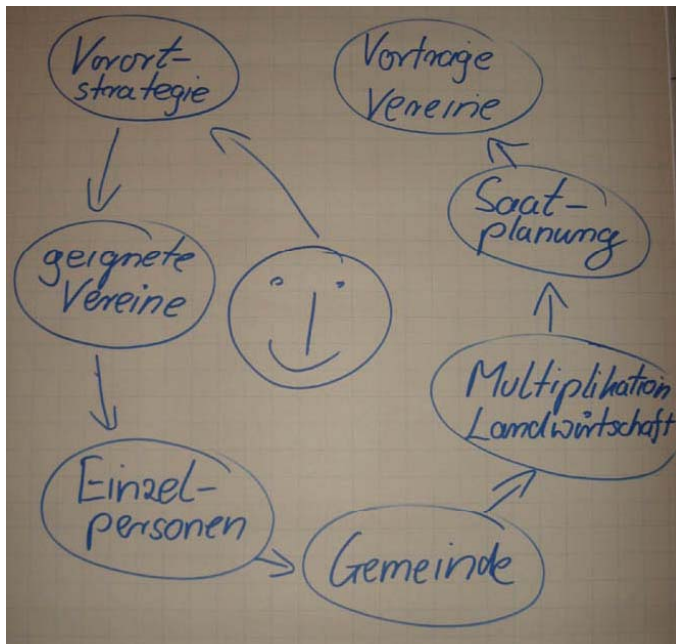 Vorort-
strategie
geignete
Vereine
Einzel-
personen
Gemeinde
Multiplikation
Landwirtschaft
Saat-
planung
Vortrage
Vereine